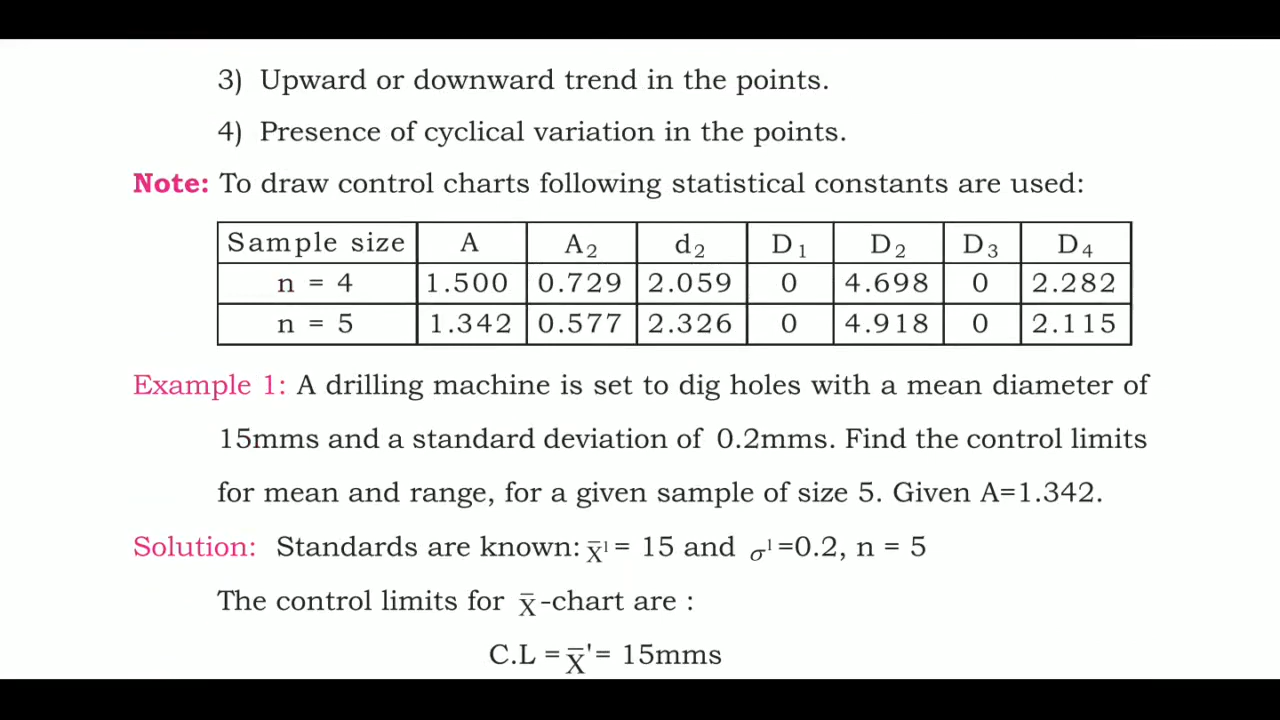 3) Upward or downward trend in the points.
4) Presence of cyclical variation in the points.
Note: To draw control charts following statistical constants are used:
Sample size A A₂ d₂ D₁ D₂ D₃ D₄
n = 4 1.500 0.729 2.059 0 4.698 0 2.282
n = 5 1.342 0.577 2.326 0 4.918 0 2.115
Example 1: A drilling machine is set to dig holes with a mean diameter of
15mms and a standard deviation of 0.2mms. Find the control limits
for mean and range, for a given sample of size 5. Given A=1.342.
Solution: Standards are known: X̄¹ = 15 and σ¹=0.2, n = 5
The control limits for X̄-chart are :
C.L = X̄'= 15mms